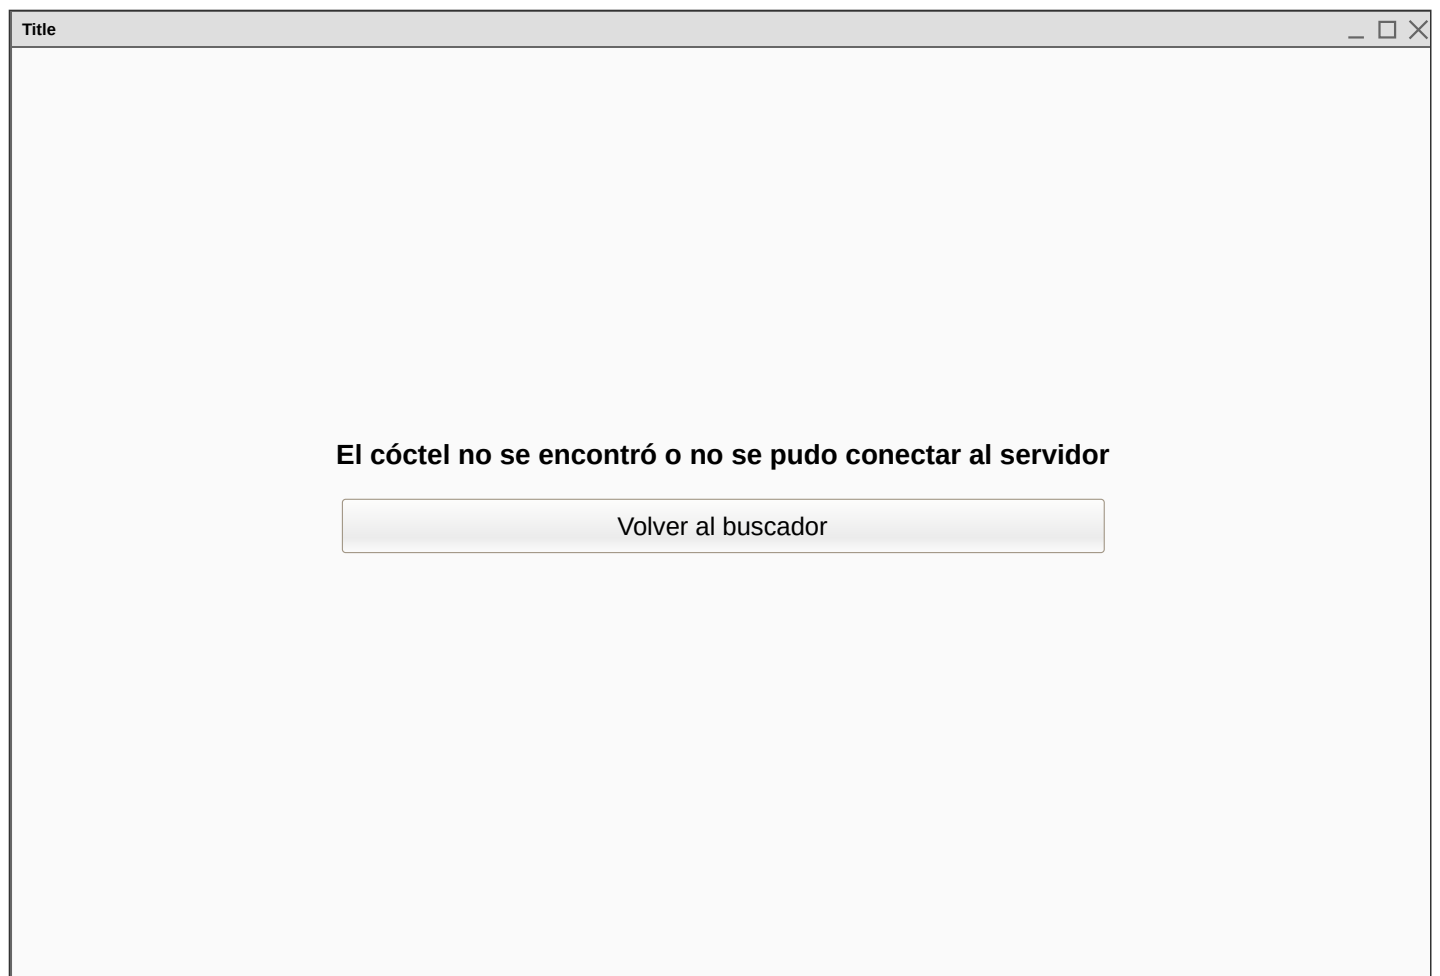 Title
El cóctel no se encontró o no se pudo conectar al servidor
Volver al buscador